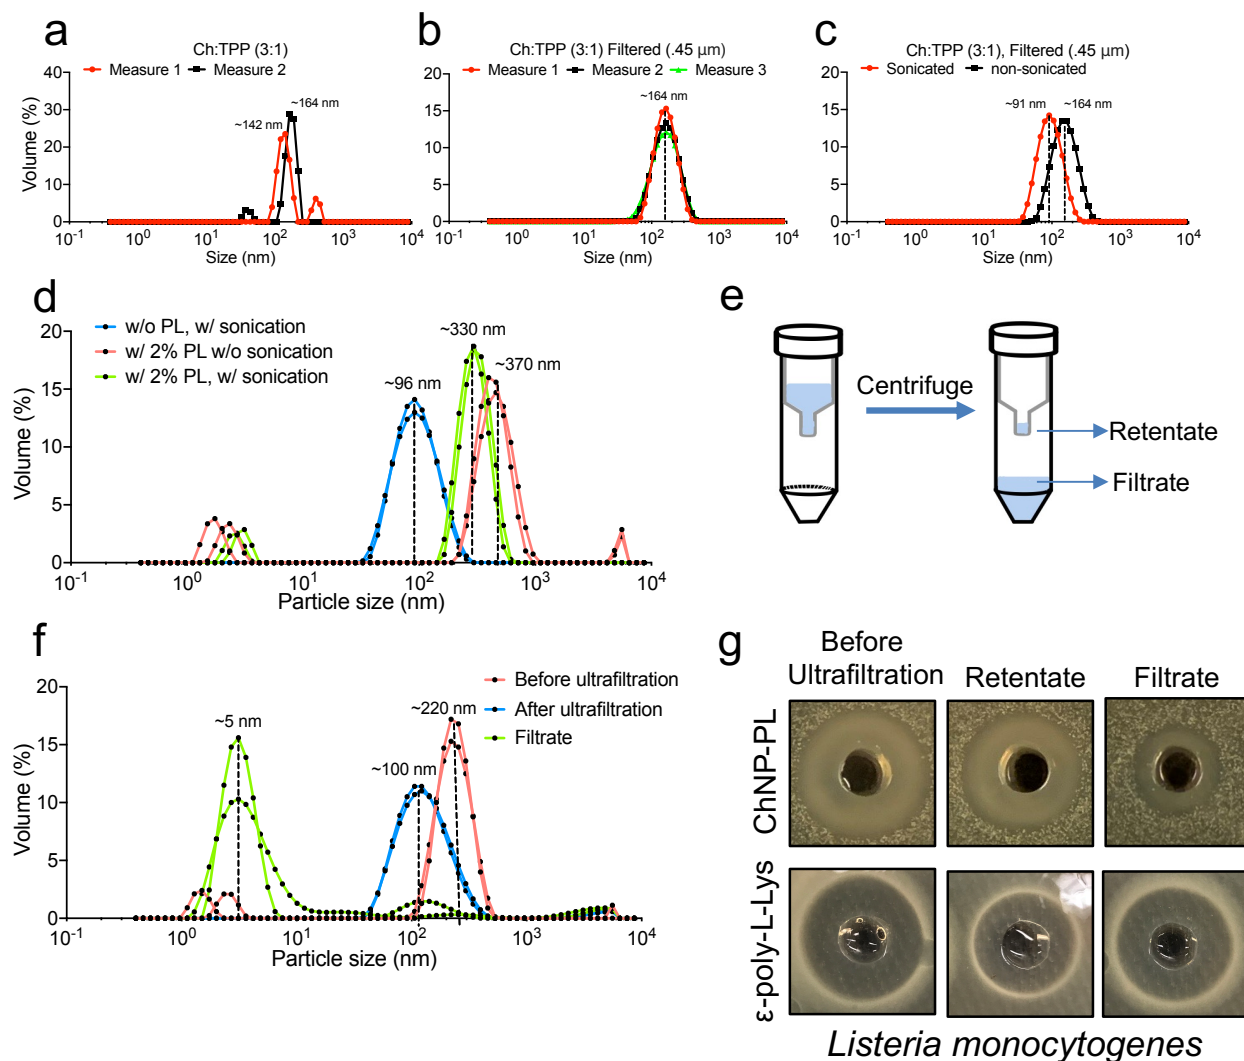 a
Ch:TPP (3:1)
Measure 1 Measure 2
~164 nm
~142 nm
Volume (%)
40
30
20
10
0
10-1 100 101 102 103 104
Size (nm)
b
Ch:TPP (3:1) Filtered (.45 μm)
Measure 1 Measure 2 Measure 3
~164 nm
20
15
10
5
0
10-1 100 101 102 103 104
Size (nm)
c
Ch:TPP (3:1), Filtered (.45 μm)
Sonicated non-sonicated
~91 nm ~164 nm
20
15
10
5
0
10-1 100 101 102 103 104
Size (nm)
d
w/o PL, w/ sonication
w/ 2% PL w/o sonication
w/ 2% PL, w/ sonication
~330 nm
~370 nm
~96 nm
Volume (%)
20
15
10
5
0
10-1 100 101 102 103 104
Particle size (nm)
e
Centrifuge
Retentate
Filtrate
f
Before ultrafiltration
After ultrafiltration
Filtrate
~5 nm
~220 nm
~100 nm
Volume (%)
20
15
10
5
0
10-1 100 101 102 103 104
Particle size (nm)
g
Before
Ultrafiltration
Retentate
Filtrate
ChNP-PL
ε-poly-L-Lys
Listeria monocytogenes